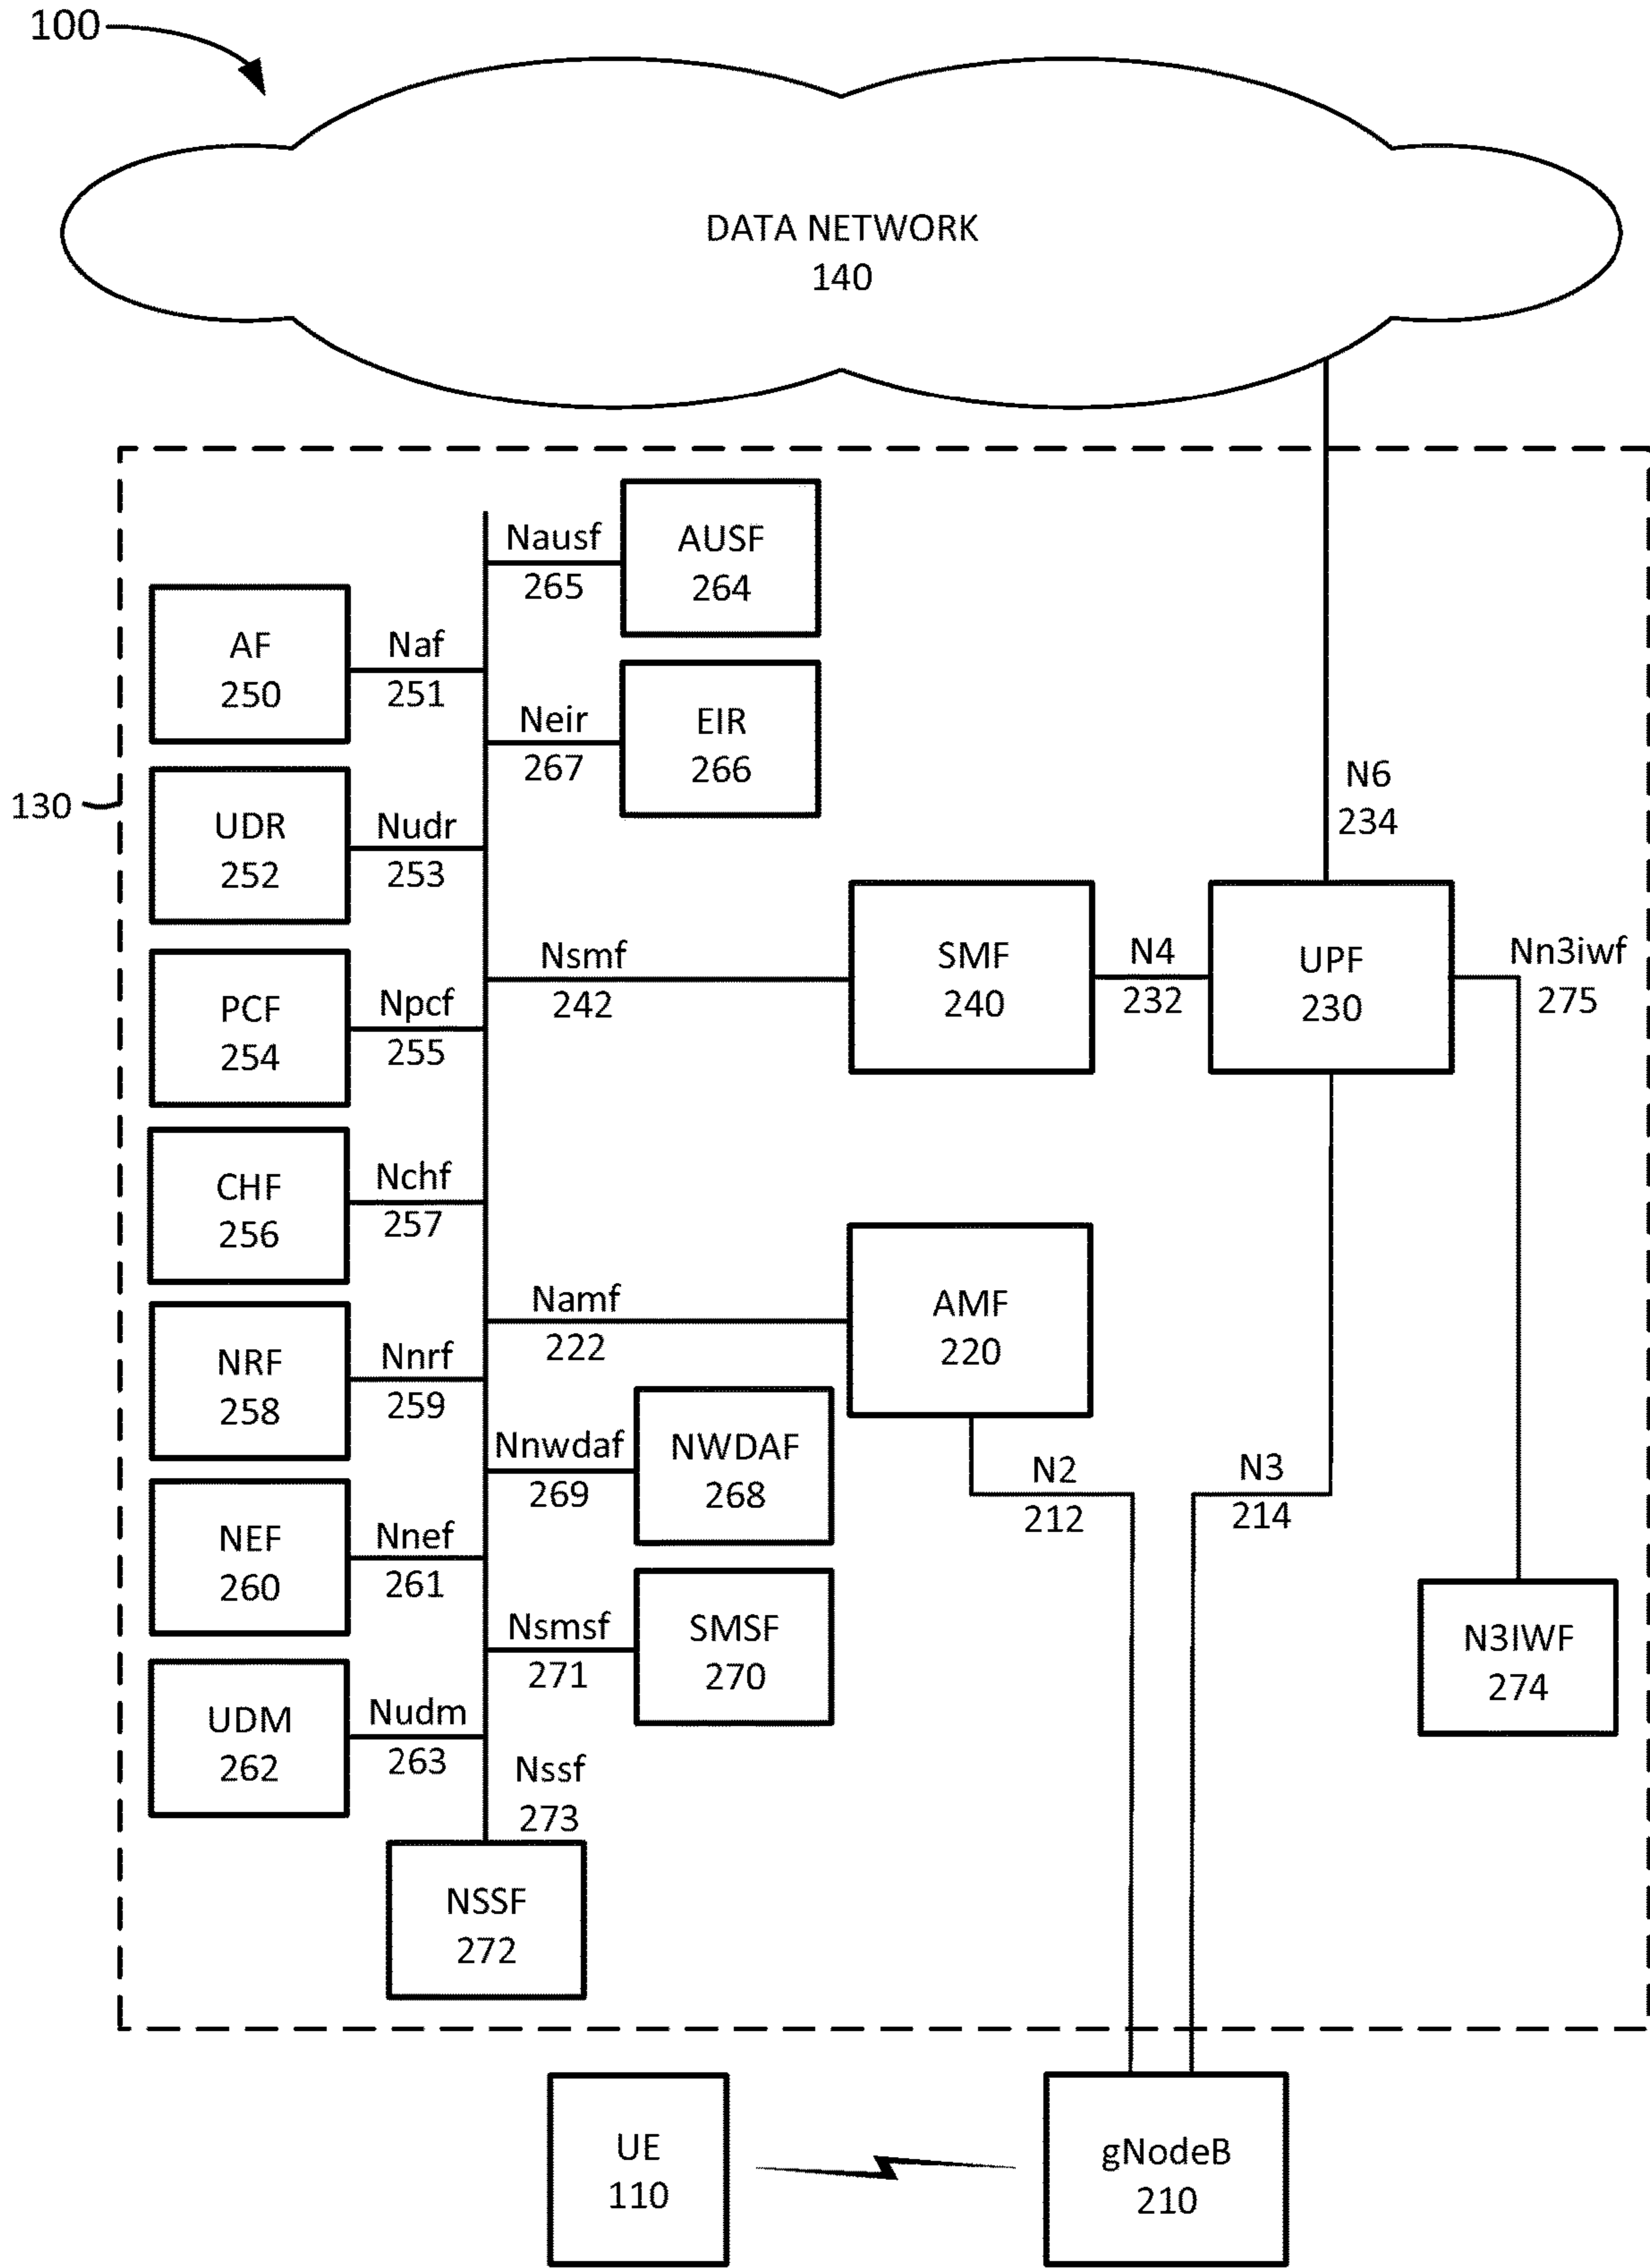 100
DATA NETWORK
140
130
AF
250
Naf
251
UDR
252
Nudr
253
PCF
254
Npcf
255
CHF
256
Nchf
257
NRF
258
Nnrf
259
NEF
260
Nnef
261
UDM
262
Nudm
263
Nausf
265
AUSF
264
Neir
267
EIR
266
Nsmf
242
SMF
240
N4
232
UPF
230
N6
234
Nn3iwf
275
Namf
222
AMF
220
Nnwdaf
269
NWDAF
268
N2
212
N3
214
Nsmsf
271
SMSF
270
N3IWF
274
Nssf
273
NSSF
272
UE
110
gNodeB
210